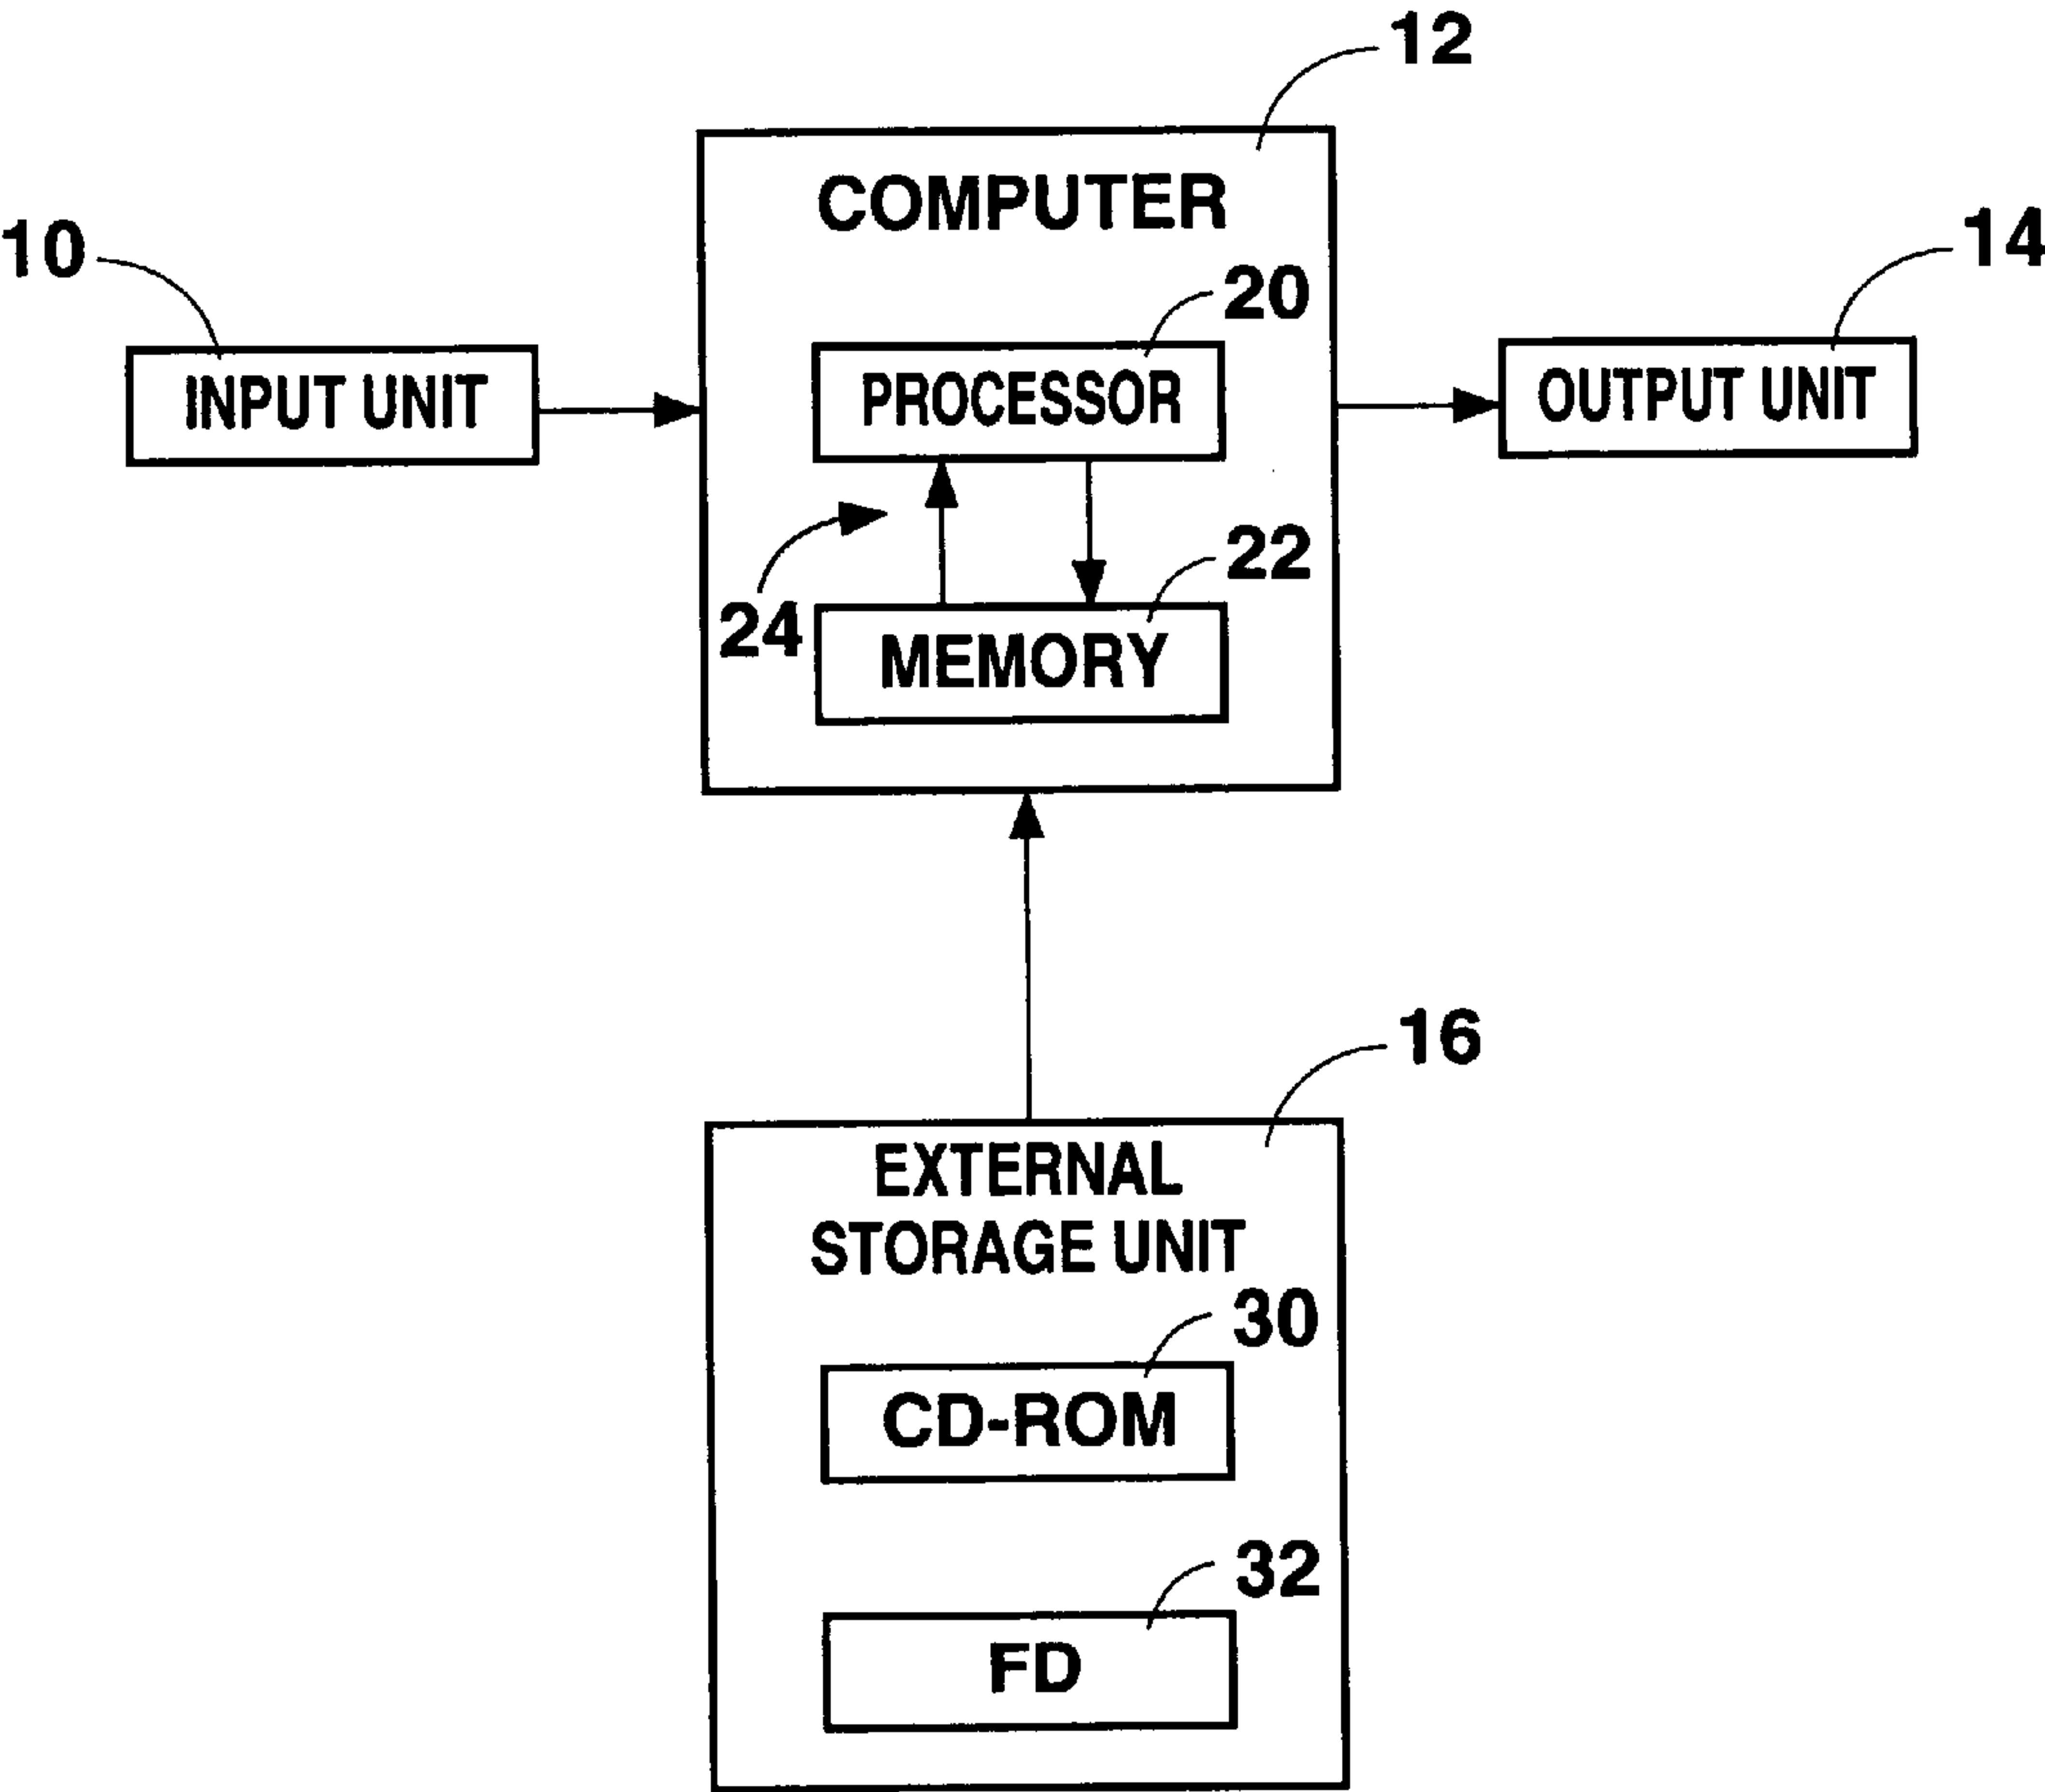 12
COMPUTER
10
14
20
INPUT UNIT
PROCESSOR
OUTPUT UNIT
22
24
MEMORY
16
EXTERNAL
STORAGE UNIT
30
CD-ROM
32
FD